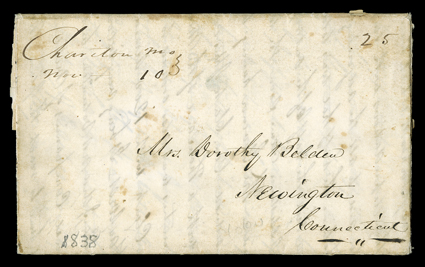 Chariton Mo
Nov 10
25
Mrs. Dorothy Belden
Newington
Connecticut
1838